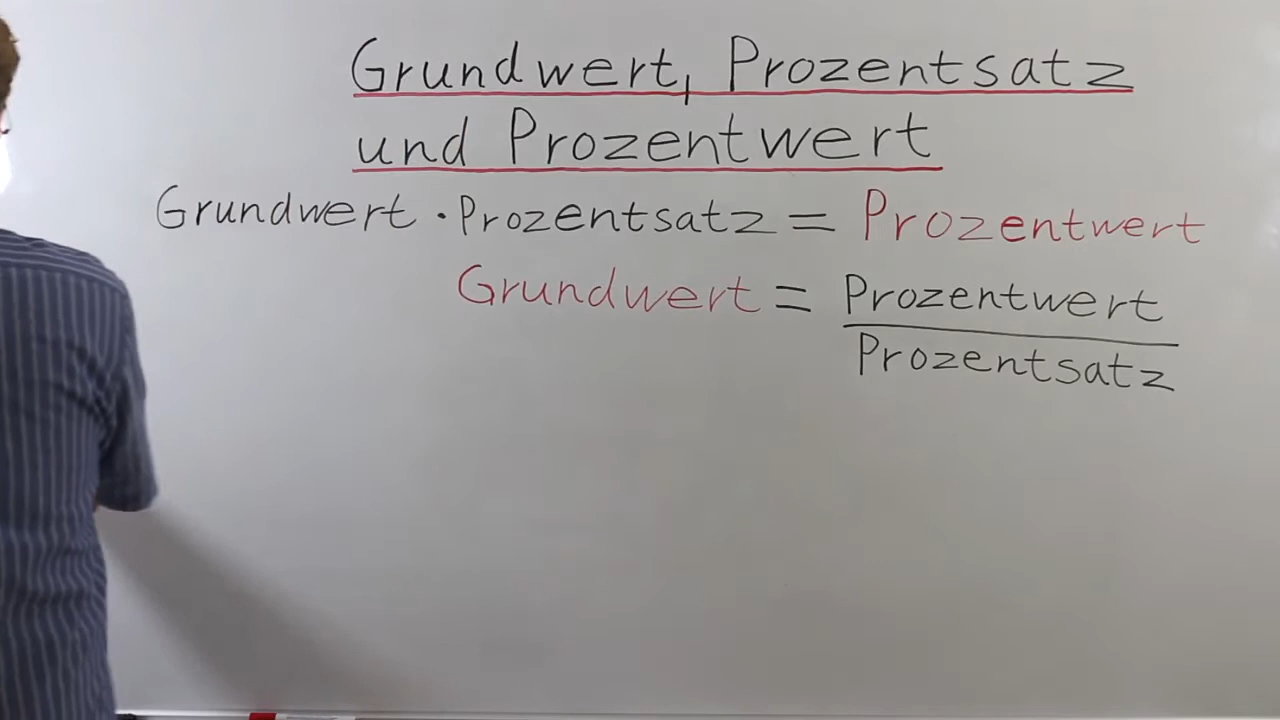 Grundwert, Prozentsatz
und Prozentwert
Grundwert · Prozentsatz = Prozentwert
Grundwert = Prozentwert
Prozentsatz